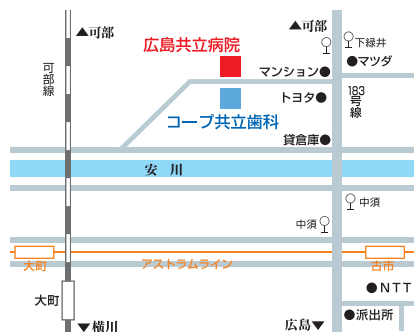 ▲可部
▲可部
広島共立病院
下緑井
可部線
マンション●
●マツダ
トヨタ●
183号線
コープ共立歯科
貸倉庫●
安川
中須
中須
大町
アストラムライン
古市
●NTT
大町
●派出所
▼横川
広島▼